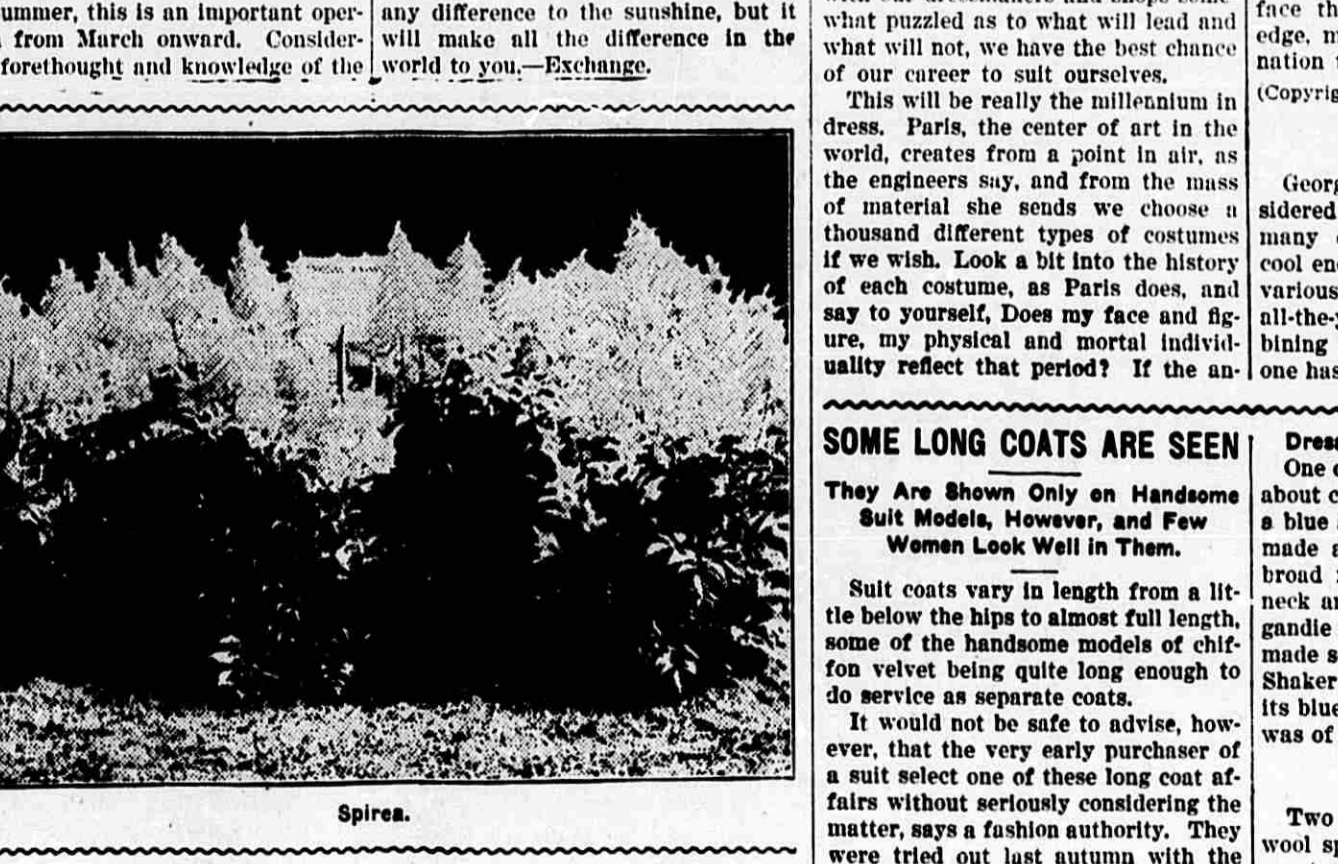 ummer, this is an important oper-
from March onward. Consider-
forethought and knowledge of the
any difference to the sunshine, but it
will make all the difference in the
world to you.—Exchange.
Spirea.
what puzzled as to what will lead and
what will not, we have the best chance
of our career to suit ourselves.
This will be really the millennium in
dress. Paris, the center of art in the
world, creates from a point in air, as
the engineers say, and from the mass
of material she sends we choose a
thousand different types of costumes
if we wish. Look a bit into the history
of each costume, as Paris does, and
say to yourself, Does my face and fig-
ure, my physical and mortal individ-
uality reflect that period? If the an-
SOME LONG COATS ARE SEEN
They Are Shown Only on Handsome
Suit Models, However, and Few
Women Look Well in Them.
Suit coats vary in length from a lit-
tle below the hips to almost full length,
some of the handsome models of chif-
fon velvet being quite long enough to
do service as separate coats.
It would not be safe to advise, how-
ever, that the very early purchaser of
a suit select one of these long coat af-
fairs without seriously considering the
matter, says a fashion authority. They
were tried out last autumn with the
face th
edge, m
nation
(Copyrig
Georg
sidered
many
cool en
various
all-the-
bining
one has
Dress
One o
about c
a blue
made a
broad
neck an
gandie
made s
Shaker
its blue
was of
Two
wool s